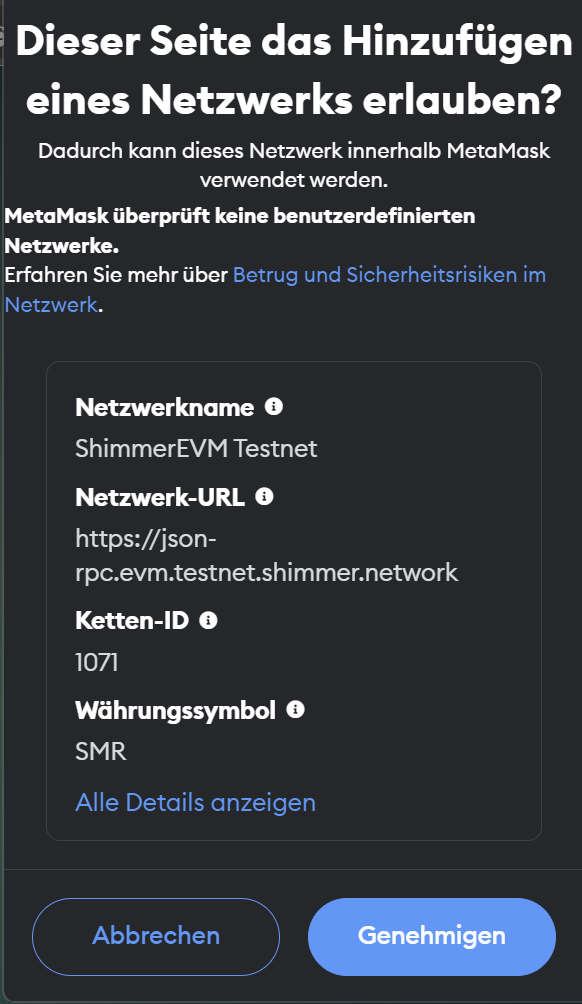 Dieser Seite das Hinzufügen
eines Netzwerks erlauben?
Dadurch kann dieses Netzwerk innerhalb MetaMask
verwendet werden.
MetaMask überprüft keine benutzerdefinierten
Netzwerke.
Erfahren Sie mehr über Betrug und Sicherheitsrisiken im
Netzwerk.
Netzwerkname
ShimmerEVM Testnet
Netzwerk-URL
https://json-
rpc.evm.testnet.shimmer.network
Ketten-ID
1071
Währungssymbol
SMR
Alle Details anzeigen
Abbrechen
Genehmigen